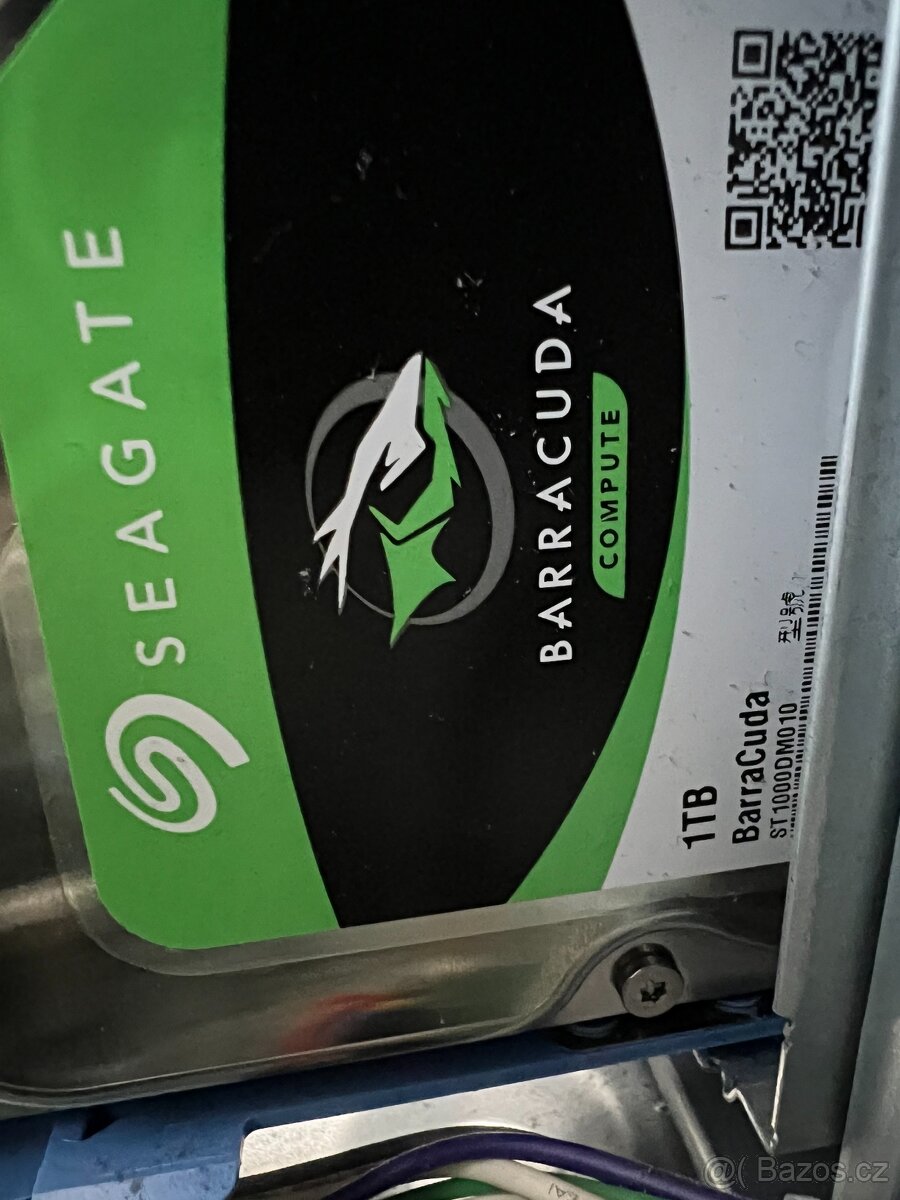 SEAGATE
BARRACUDA
COMPUTE
1TB
BarraCuda
ST1000DM010 型號
@( Bazos.cz